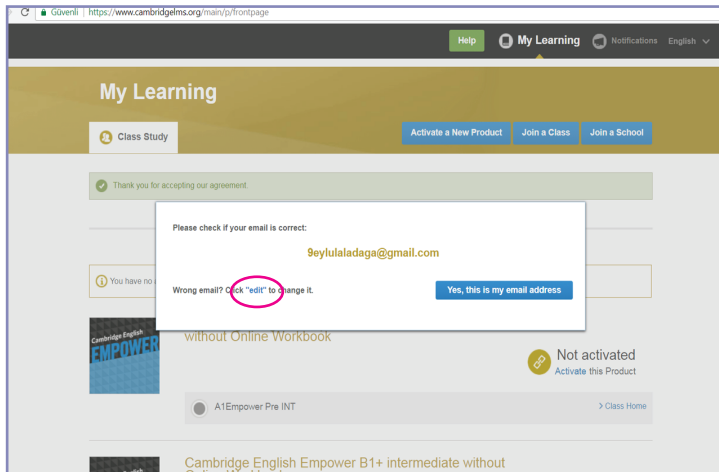 Güvenli | https://www.cambridgelms.org/main/p/frontpage
Help My Learning Notifications English
My Learning
Class Study Activate a New Product Join a Class Join a School
Thank you for accepting our agreement.
Please check if your email is correct:
9eylulaladaga@gmail.com
You have no
Wrong email? Click "edit" to change it. Yes, this is my email address
Cambridge English
EMPOWER
without Online Workbook
Not activated
Activate this Product
A1Empower Pre INT > Class Home
Cambridge English Empower B1+ intermediate without